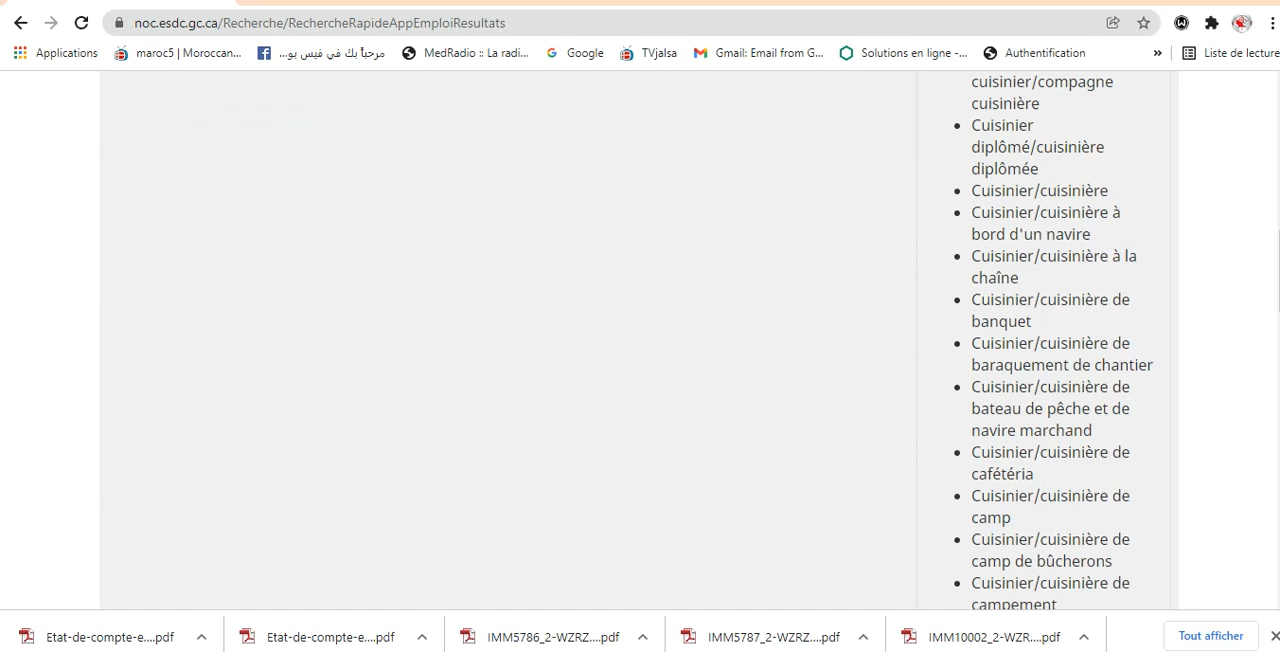 noc.esdc.gc.ca/Recherche/RechercheRapideAppEmploiResultats
Applications maroc5 | Moroccan... مرحباً بك في فيس بو... MedRadio :: La radi... Google TVjalsa Gmail: Email from G... Solutions en ligne -... Authentification » Liste de lecture
cuisinier/compagne
cuisinière
• Cuisinier
diplômé/cuisinière
diplômée
• Cuisinier/cuisinière
• Cuisinier/cuisinière à
bord d'un navire
• Cuisinier/cuisinière à la
chaîne
• Cuisinier/cuisinière de
banquet
• Cuisinier/cuisinière de
baraquement de chantier
• Cuisinier/cuisinière de
bateau de pêche et de
navire marchand
• Cuisinier/cuisinière de
cafétéria
• Cuisinier/cuisinière de
camp
• Cuisinier/cuisinière de
camp de bûcherons
• Cuisinier/cuisinière de
campement
Etat-de-compte-e....pdf Etat-de-compte-e....pdf IMM5786_2-WZRZ....pdf IMM5787_2-WZRZ....pdf IMM10002_2-WZR....pdf Tout afficher